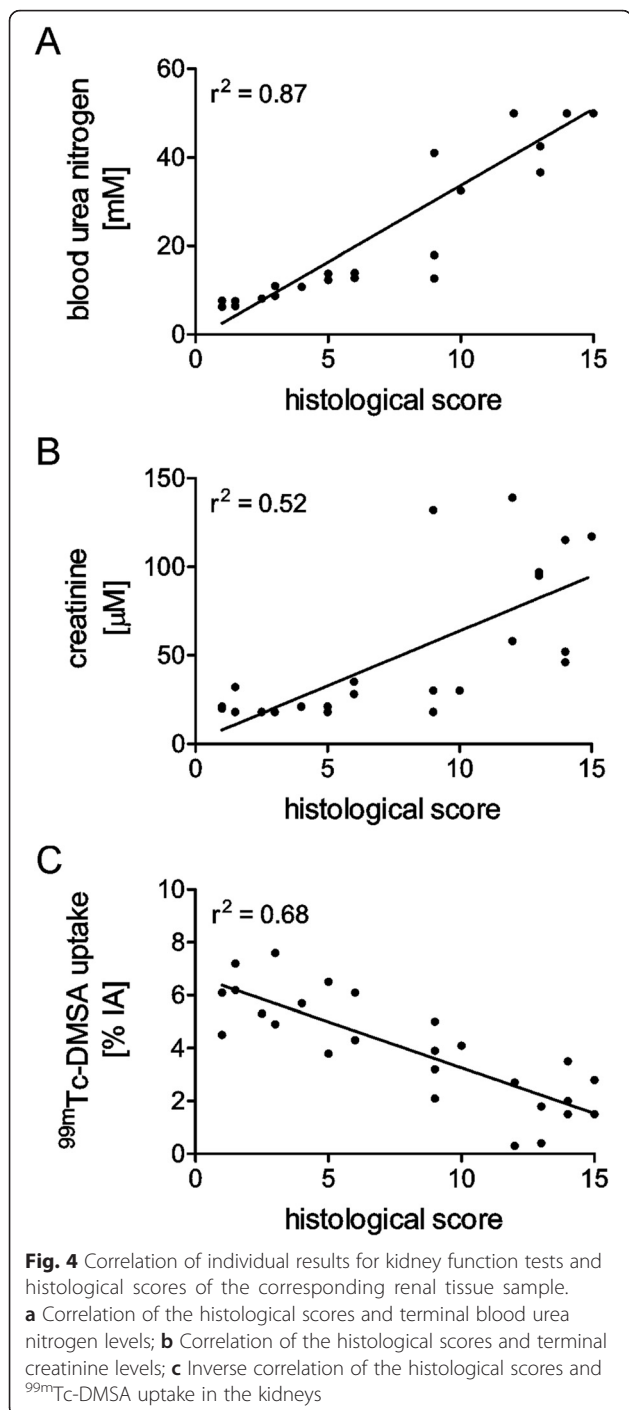 A
r² = 0.87
60
40
20
0
blood urea nitrogen
[mM]
0 5 10 15
histological score
B
r² = 0.52
150
100
50
0
creatinine
[µM]
0 5 10 15
histological score
C
r² = 0.68
10
8
6
4
2
0
⁹⁹ᵐTc-DMSA uptake
[% IA]
0 5 10 15
histological score
Fig. 4 Correlation of individual results for kidney function tests and
histological scores of the corresponding renal tissue sample.
a Correlation of the histological scores and terminal blood urea
nitrogen levels; b Correlation of the histological scores and terminal
creatinine levels; c Inverse correlation of the histological scores and
⁹⁹ᵐTc-DMSA uptake in the kidneys